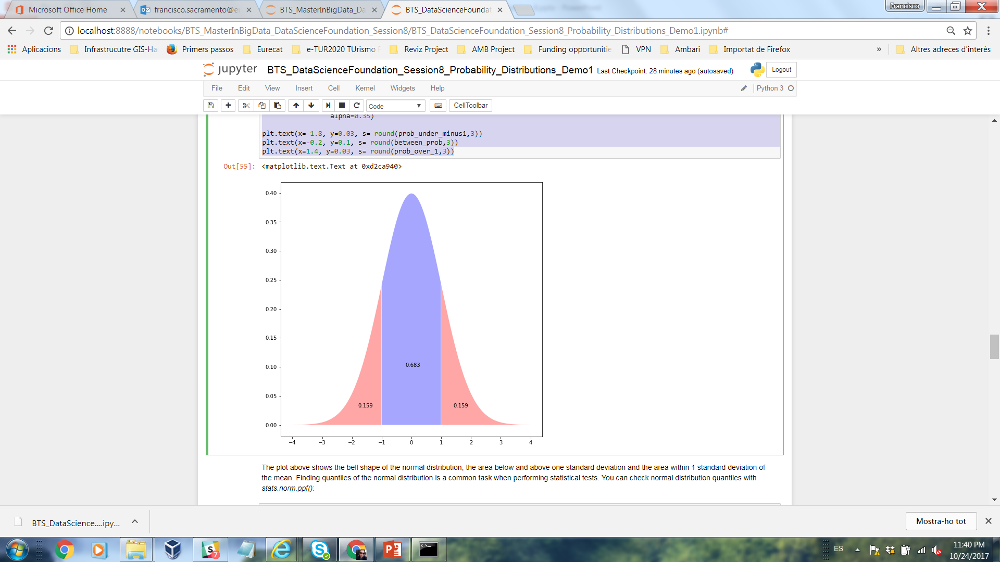 Microsoft Office Home
francisco.sacramento@e
BTS_MasterInBigData_Da
BTS_DataScienceFoundat
Francisco
localhost:8888/notebooks/BTS_MasterInBigData_DataScienceFoundation_Session8/BTS_DataScienceFoundation_Session8_Probability_Distributions_Demo1.ipynb#
Aplicacions
Infrastrucutre GIS-Ha
Primers passos
Eurecat
e-TUR2020 TUrismo
Reviz Project
AMB Project
Funding opportunitie
VPN
Ambari
Importat de Firefox
»
Altres adreces d'interès
jupyter
BTS_DataScienceFoundation_Session8_Probability_Distributions_Demo1 Last Checkpoint: 28 minutes ago (autosaved)
Logout
File Edit View Insert Cell Kernel Widgets Help
Python 3
Code
CellToolbar
alpha=0.35)
plt.text(x=-1.8, y=0.03, s= round(prob_under_minus1,3))
plt.text(x=-0.2, y=0.1, s= round(between_prob,3))
plt.text(x=1.4, y=0.03, s= round(prob_over_1,3))
Out[55]: <matplotlib.text.Text at 0xd2ca940>
0.40
0.35
0.30
0.25
0.20
0.15
0.10
0.05
0.00
0.683
0.159
0.159
−4 −3 −2 −1 0 1 2 3 4
The plot above shows the bell shape of the normal distribution, the area below and above one standard deviation and the area within 1 standard deviation of
the mean. Finding quantiles of the normal distribution is a common task when performing statistical tests. You can check normal distribution quantiles with
stats.norm.ppf():
BTS_DataScience....ipy...
Mostra-ho tot
7
ES
11:40 PM
10/24/2017